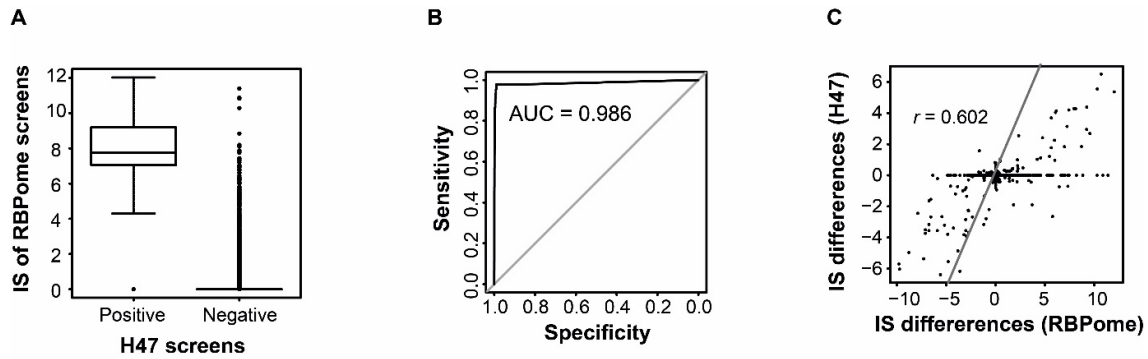 A
IS of RBPome screens
12
10
8
6
4
2
0
Positive Negative
H47 screens
B
Sensitivity
1.0
0.8
0.6
0.4
0.2
0.0
AUC = 0.986
1.0 0.8 0.6 0.4 0.2 0.0
Specificity
C
IS differerences (H47)
6
4
2
0
−2
−4
−6
r = 0.602
−10 −5 0 5 10
IS differerences (RBPome)